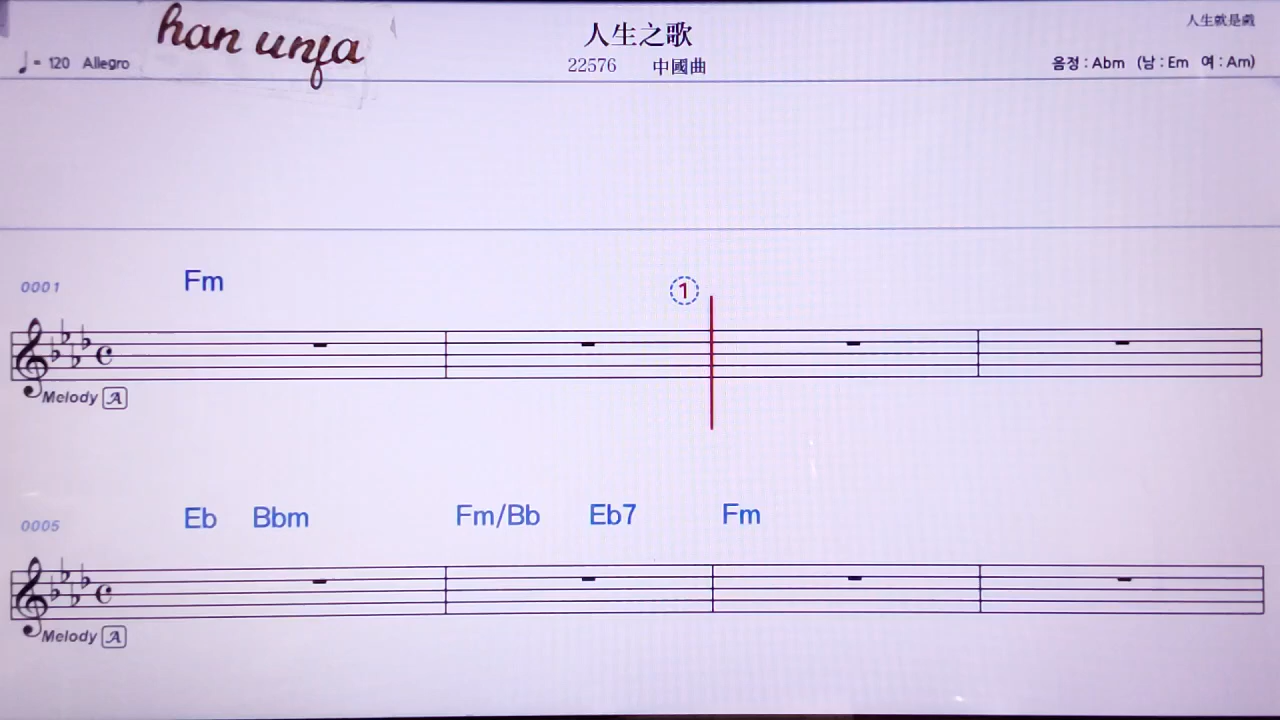 han unfa
人生之歌
人生就是戲
♩= 120 Allegro
22576 中國曲
음정 : Abm (남 : Em 여 : Am)
0001 Fm 1
Melody A
0005 Eb Bbm Fm/Bb Eb7 Fm
Melody A